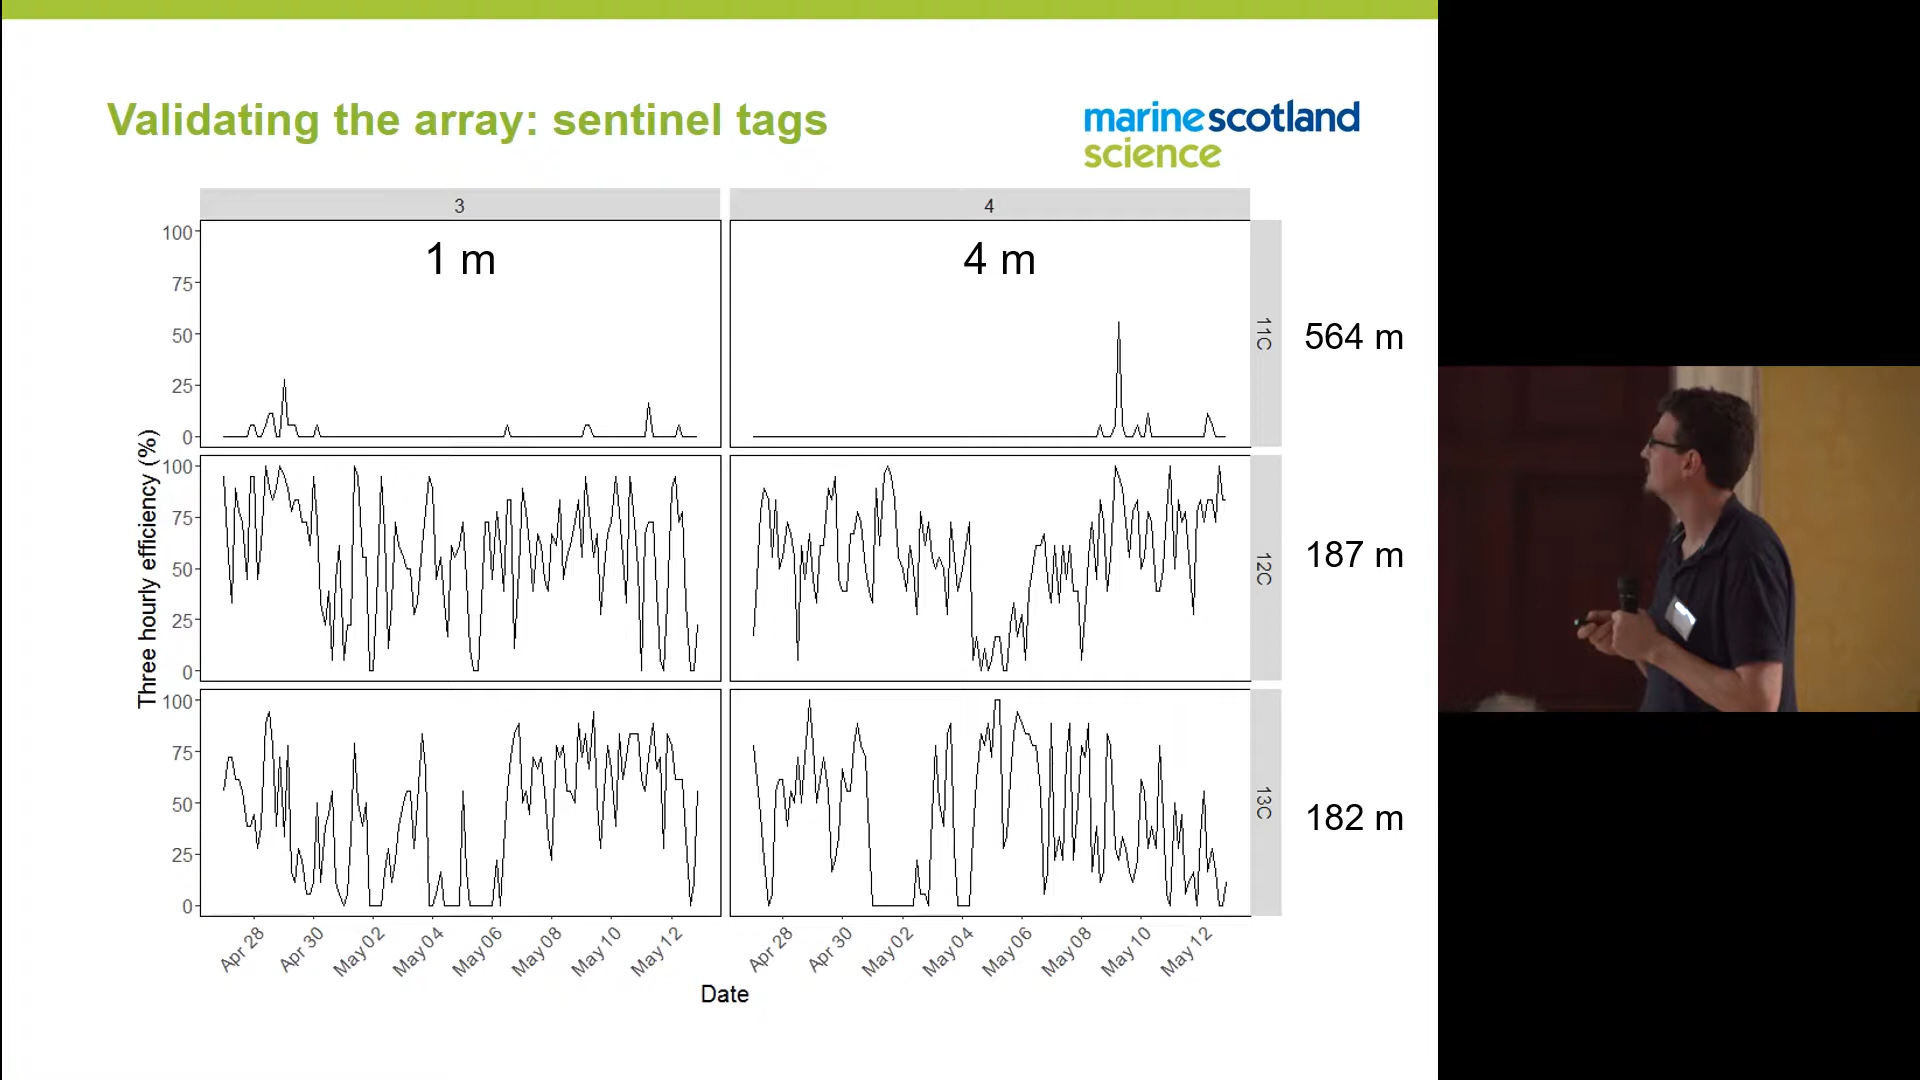 Validating the array: sentinel tags
marinescotland
science
3
4
1 m
4 m
100
75
50
25
0
11C
564 m
Three hourly efficiency (%)
100
75
50
25
0
12C
187 m
100
75
50
25
0
13C
182 m
Apr 28
Apr 30
May 02
May 04
May 06
May 08
May 10
May 12
Apr 28
Apr 30
May 02
May 04
May 06
May 08
May 10
May 12
Date